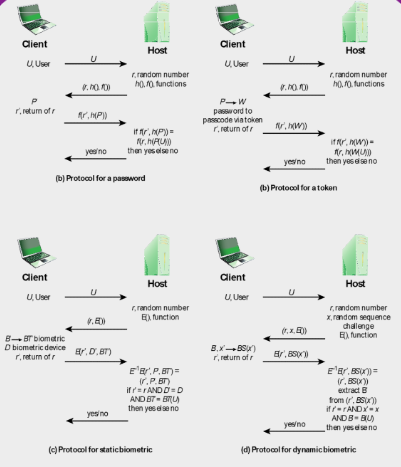 Client
Host
U, User
U
r, random number
h(), f(), functions
(r, h(), f())
P
r', return of r
f(r', h(P))
if f(r', h(P)) =
f(r, h(P(U)))
then yes else no
yes/no
(b) Protocol for a password
Client
Host
U, User
U
r, random number
h(), f(), functions
(r, h(), f())
P → W
password to
passcode via token
r', return of r
f(r', h(W'))
if f(r', h(W')) =
f(r, h(W(U)))
then yes else no
yes/no
(b) Protocol for a token
Client
Host
U, User
U
r, random number
E(), function
(r, E())
B' → BT' biometric
D' biometric device
r', return of r
E(r', D', BT')
E⁻¹E(r', P', BT') =
(r', P', BT')
if r' = r AND D' = D
AND BT' = BT(U)
then yes else no
yes/no
(c) Protocol for static biometric
Client
Host
U, User
U
r, random number
x, random sequence
challenge
E(), function
(r, x, E())
B', x' → BS'(x')
r', return of r
E(r', BS'(x'))
E⁻¹E(r', BS'(x')) =
(r', BS'(x'))
extract B'
from (r', BS'(x'))
if r' = r AND x' = x
AND B' = B(U)
then yes else no
yes/no
(d) Protocol for dynamic biometric